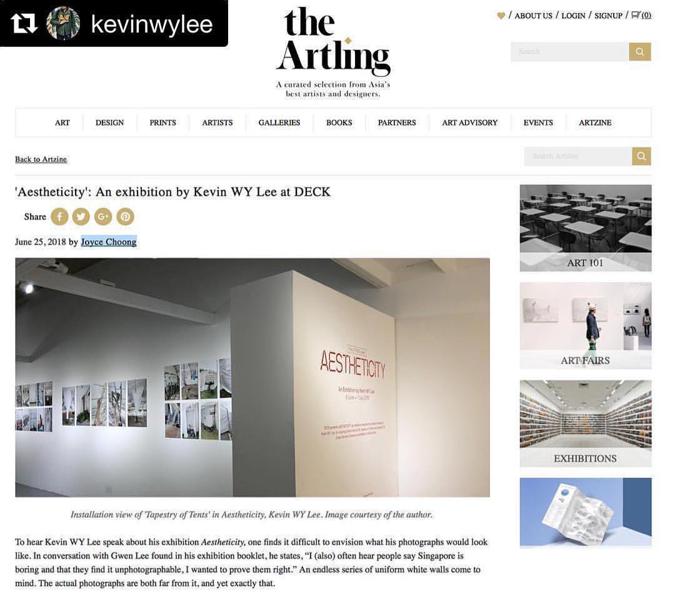 kevinwylee
the
Artling
A curated selection from Asia's
best artists and designers.
/ ABOUT US / LOGIN / SIGNUP / (0)
Search
ART DESIGN PRINTS ARTISTS GALLERIES BOOKS PARTNERS ART ADVISORY EVENTS ARTZINE
Back to Artzine
Search Artzine
'Aestheticity': An exhibition by Kevin WY Lee at DECK
Share
June 25, 2018 by Joyce Choong
AESTHETICITY
An Exhibition by Kevin WY Lee
Installation view of 'Tapestry of Tents' in Aestheticity, Kevin WY Lee. Image courtesy of the author.
To hear Kevin WY Lee speak about his exhibition Aestheticity, one finds it difficult to envision what his photographs would look
like. In conversation with Gwen Lee found in his exhibition booklet, he states, “I (also) often hear people say Singapore is
boring and that they find it unphotographable, I wanted to prove them right.” An endless series of uniform white walls come to
mind. The actual photographs are both far from it, and yet exactly that.
ART 101
ART FAIRS
EXHIBITIONS